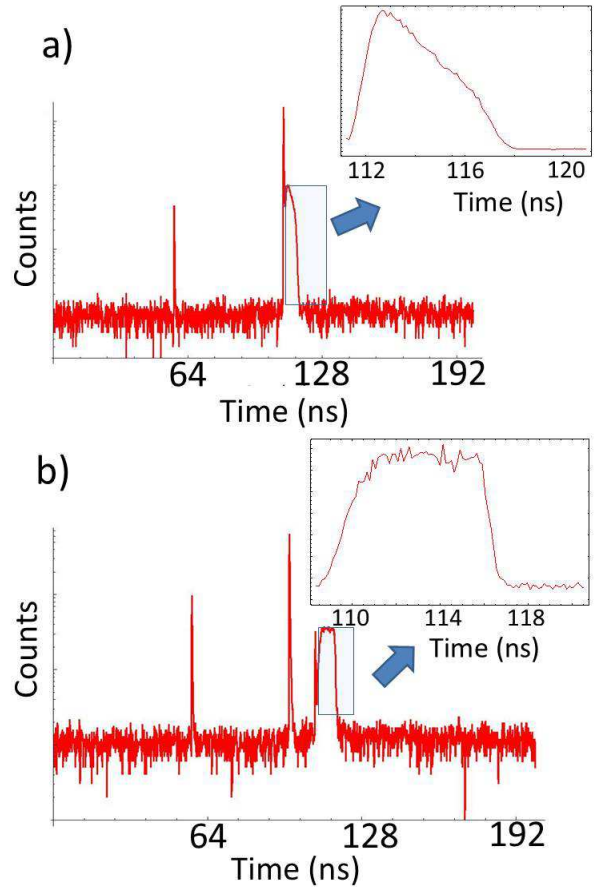 a)
112 116 120
Time (ns)
Counts
64 128 192
Time (ns)
b)
110 114 118
Time (ns)
Counts
64 128 192
Time (ns)